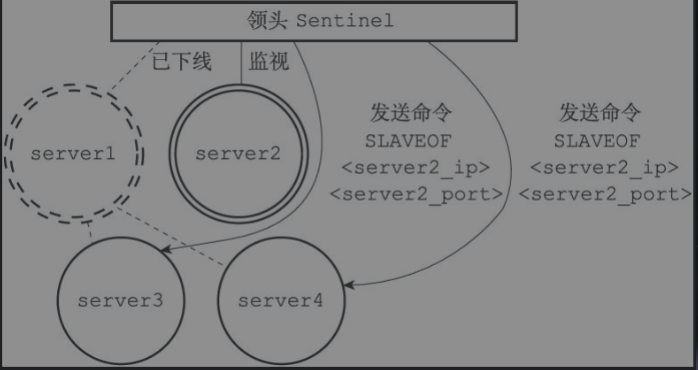 领头 Sentinel
已下线
监视
server1
server2
发送命令
SLAVEOF
<server2_ip>
<server2_port>
发送命令
SLAVEOF
<server2_ip>
<server2_port>
server3
server4